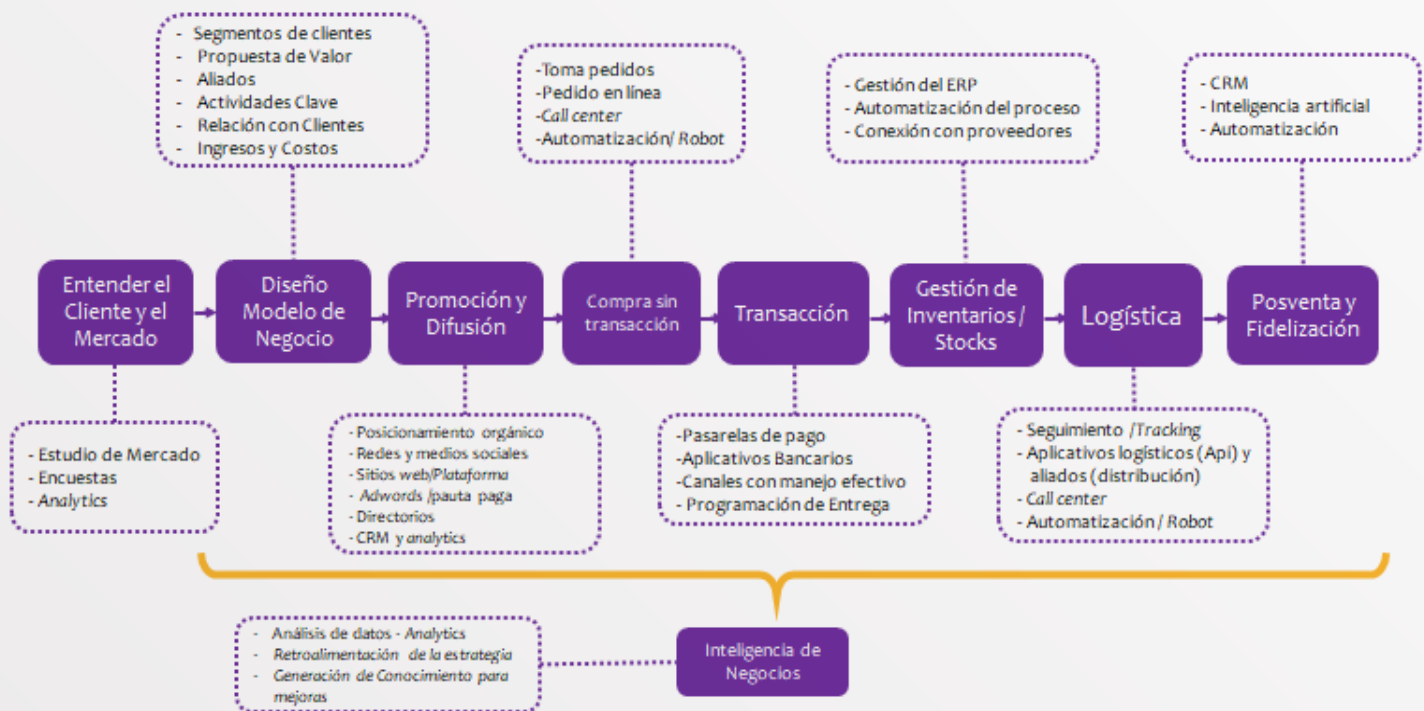 - Segmentos de clientes
- Propuesta de Valor
- Aliados
- Actividades Clave
- Relación con Clientes
- Ingresos y Costos
-Toma pedidos
-Pedido en línea
-Call center
-Automatización/ Robot
- Gestión del ERP
- Automatización del proceso
- Conexión con proveedores
- CRM
- Inteligencia artificial
- Automatización
Entender el
Cliente y el
Mercado
Diseño
Modelo de
Negocio
Promoción y
Difusión
Compra sin
transacción
Transacción
Gestión de
Inventarios /
Stocks
Logística
Posventa y
Fidelización
- Estudio de Mercado
- Encuestas
- Analytics
- Posicionamiento orgánico
- Redes y medios sociales
- Sitios web/Plataforma
- Adwords /pauta paga
- Directorios
- CRM y analytics
-Pasarelas de pago
-Aplicativos Bancarios
-Canales con manejo efectivo
- Programación de Entrega
- Seguimiento /Tracking
- Aplicativos logísticos (Api) y
aliados (distribución)
- Call center
- Automatización / Robot
- Análisis de datos - Analytics
- Retroalimentación de la estrategia
- Generación de Conocimiento para
mejoras
Inteligencia de
Negocios